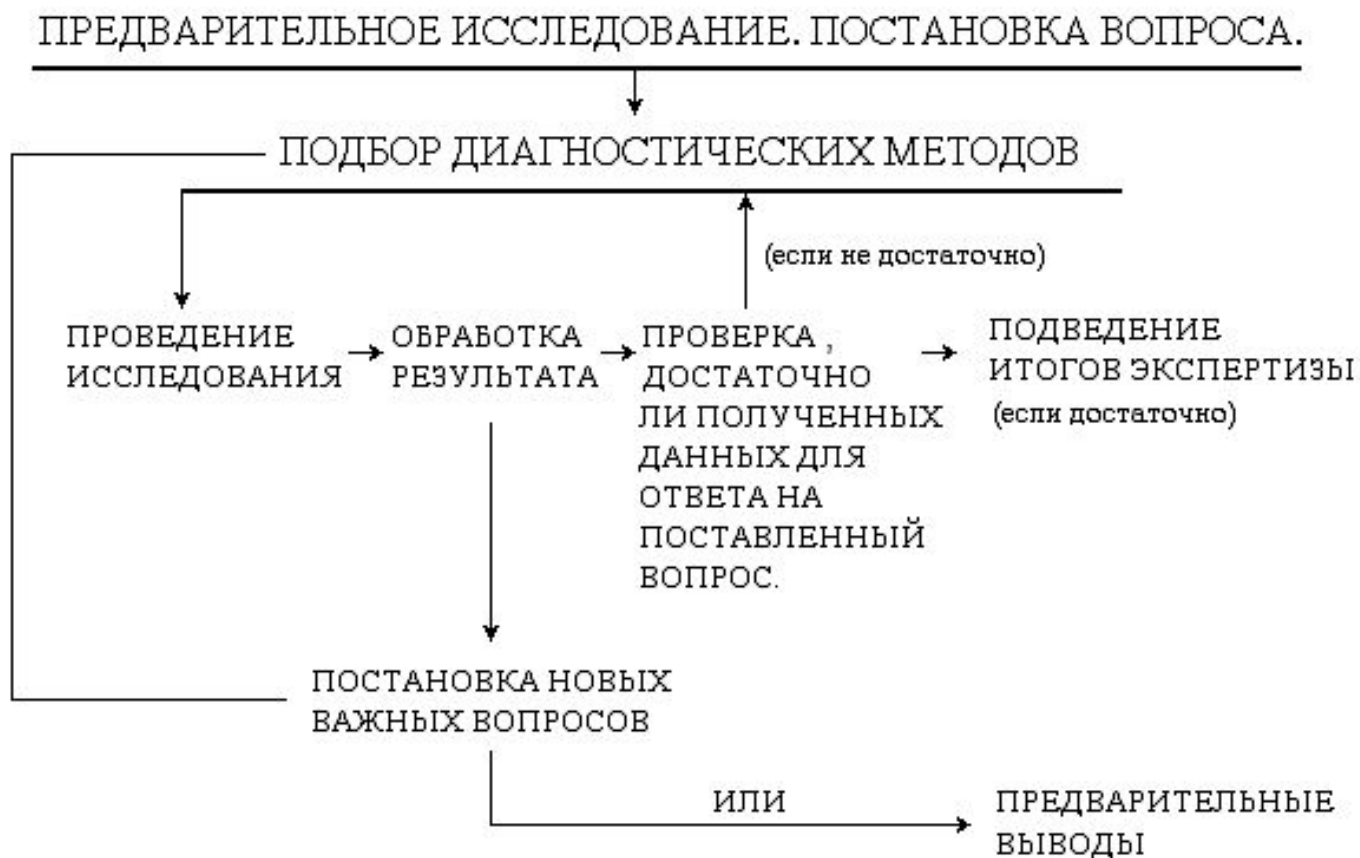 ПРЕДВАРИТЕЛЬНОЕ ИССЛЕДОВАНИЕ. ПОСТАНОВКА ВОПРОСА.
ПОДБОР ДИАГНОСТИЧЕСКИХ МЕТОДОВ
(если не достаточно)
ПРОВЕДЕНИЕ
ИССЛЕДОВАНИЯ
ОБРАБОТКА
РЕЗУЛЬТАТА
ПРОВЕРКА ,
ДОСТАТОЧНО
ЛИ ПОЛУЧЕННЫХ
ДАННЫХ ДЛЯ
ОТВЕТА НА
ПОСТАВЛЕННЫЙ
ВОПРОС.
ПОДВЕДЕНИЕ
ИТОГОВ ЭКСПЕРТИЗЫ
(если достаточно)
ПОСТАНОВКА НОВЫХ
ВАЖНЫХ ВОПРОСОВ
ИЛИ
ПРЕДВАРИТЕЛЬНЫЕ
ВЫВОДЫ